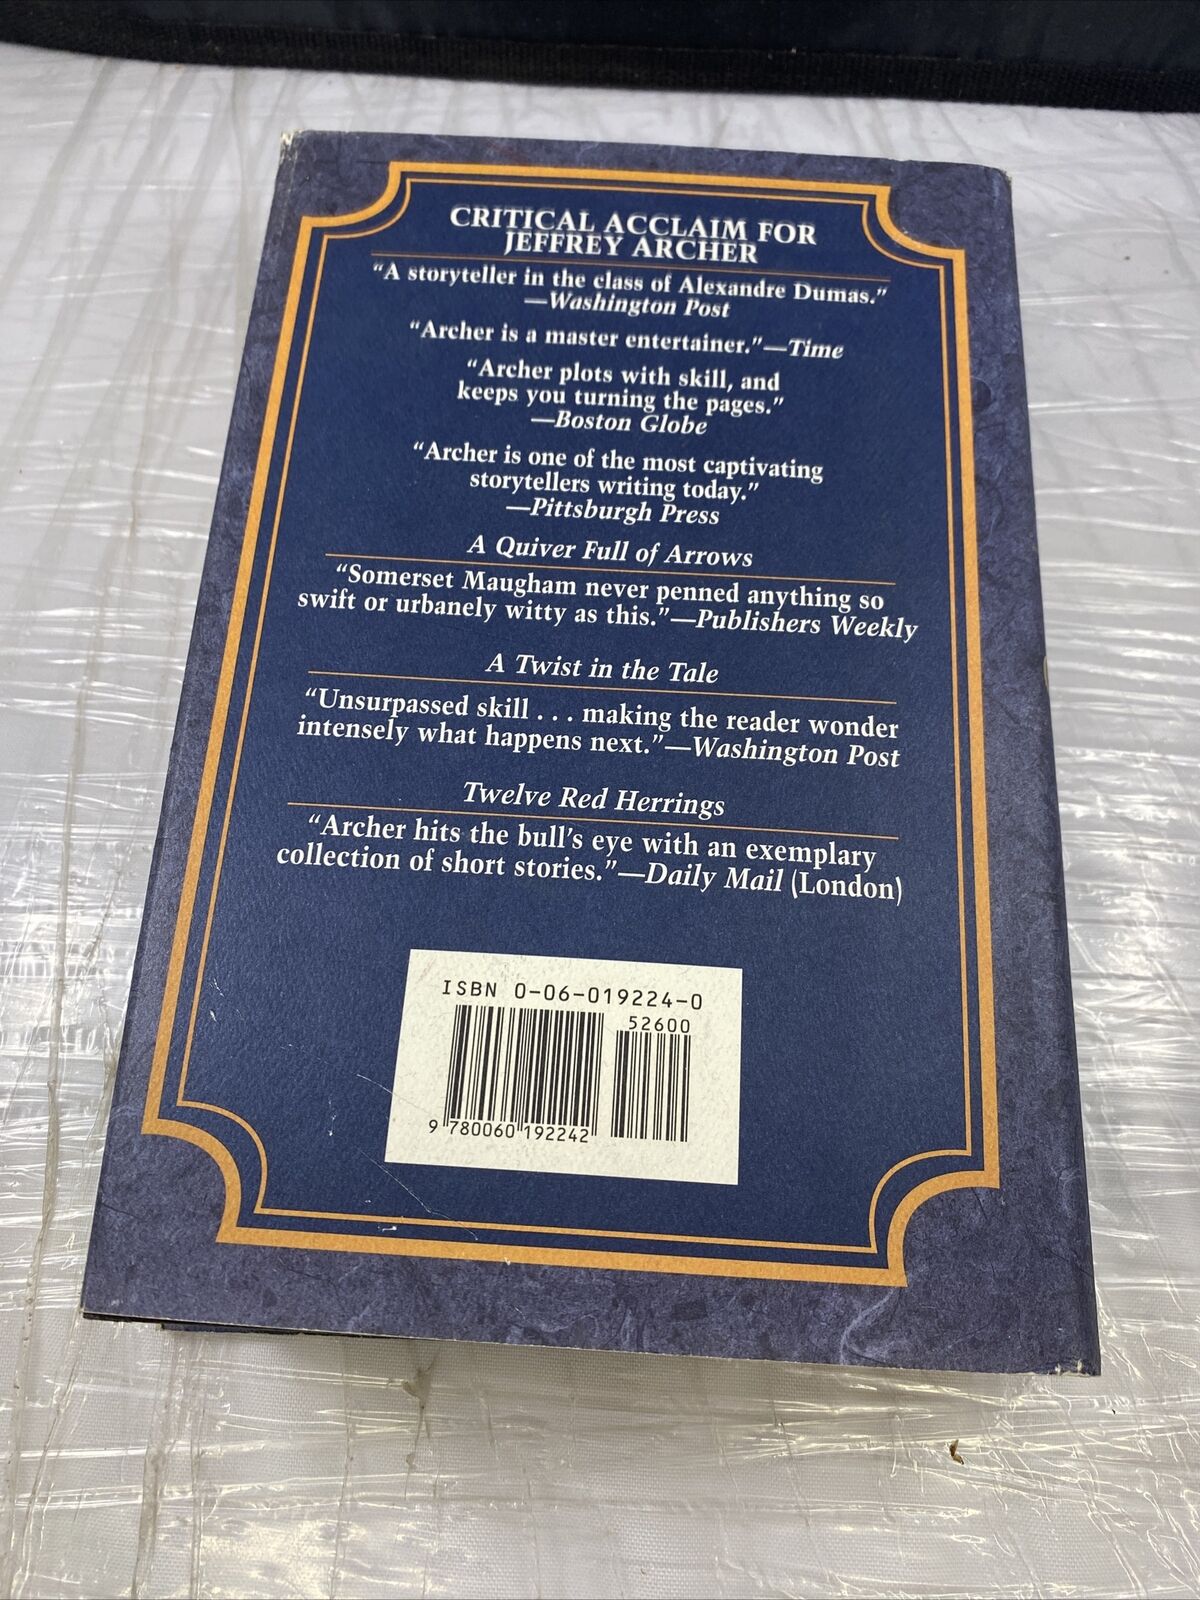 CRITICAL ACCLAIM FOR
JEFFREY ARCHER
“A storyteller in the class of Alexandre Dumas.”
—Washington Post
“Archer is a master entertainer.”—Time
“Archer plots with skill, and
keeps you turning the pages.”
—Boston Globe
“Archer is one of the most captivating
storytellers writing today.”
—Pittsburgh Press
A Quiver Full of Arrows
“Somerset Maugham never penned anything so
swift or urbanely witty as this.”—Publishers Weekly
A Twist in the Tale
“Unsurpassed skill . . . making the reader wonder
intensely what happens next.”—Washington Post
Twelve Red Herrings
“Archer hits the bull’s eye with an exemplary
collection of short stories.”—Daily Mail (London)
ISBN 0-06-019224-0
52600
9 780060 192242